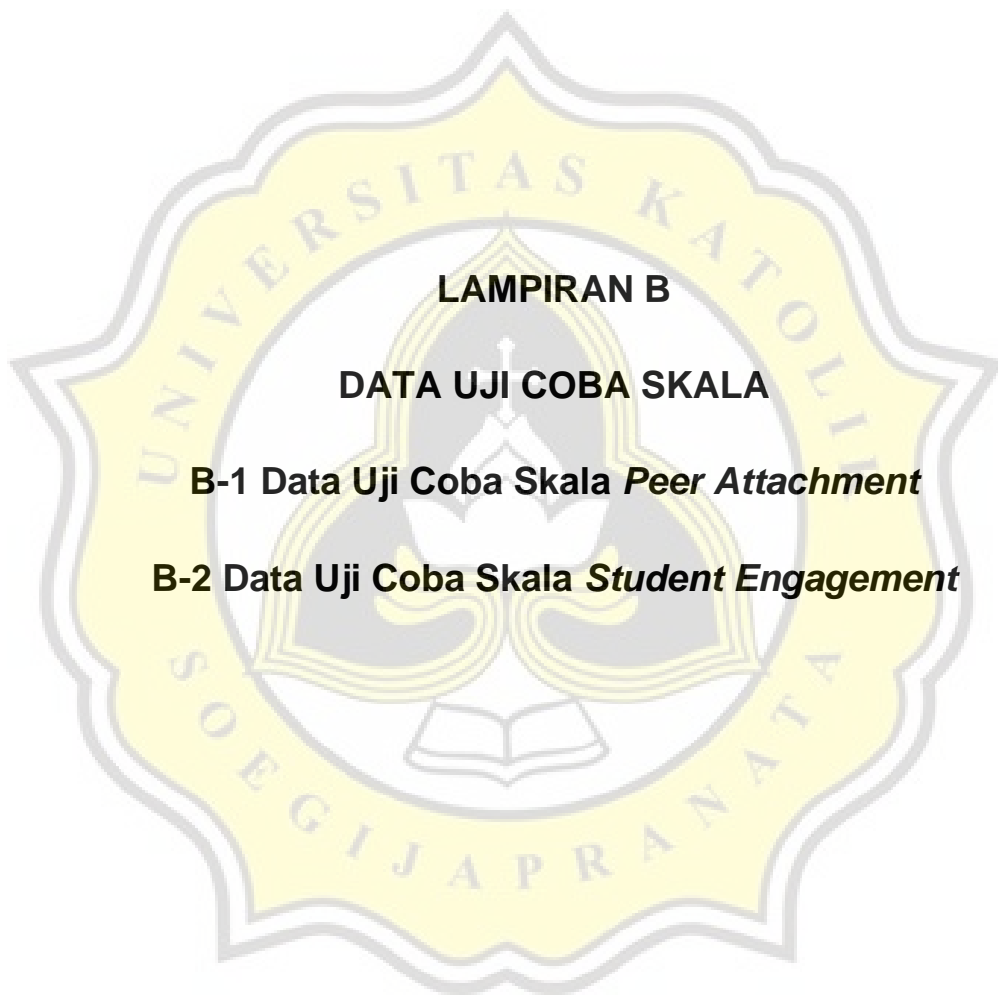 UNIVERSITAS KATOLIK
LAMPIRAN B
DATA UJI COBA SKALA
B-1 Data Uji Coba Skala Peer Attachment
B-2 Data Uji Coba Skala Student Engagement
SOEGIJAPRANATA